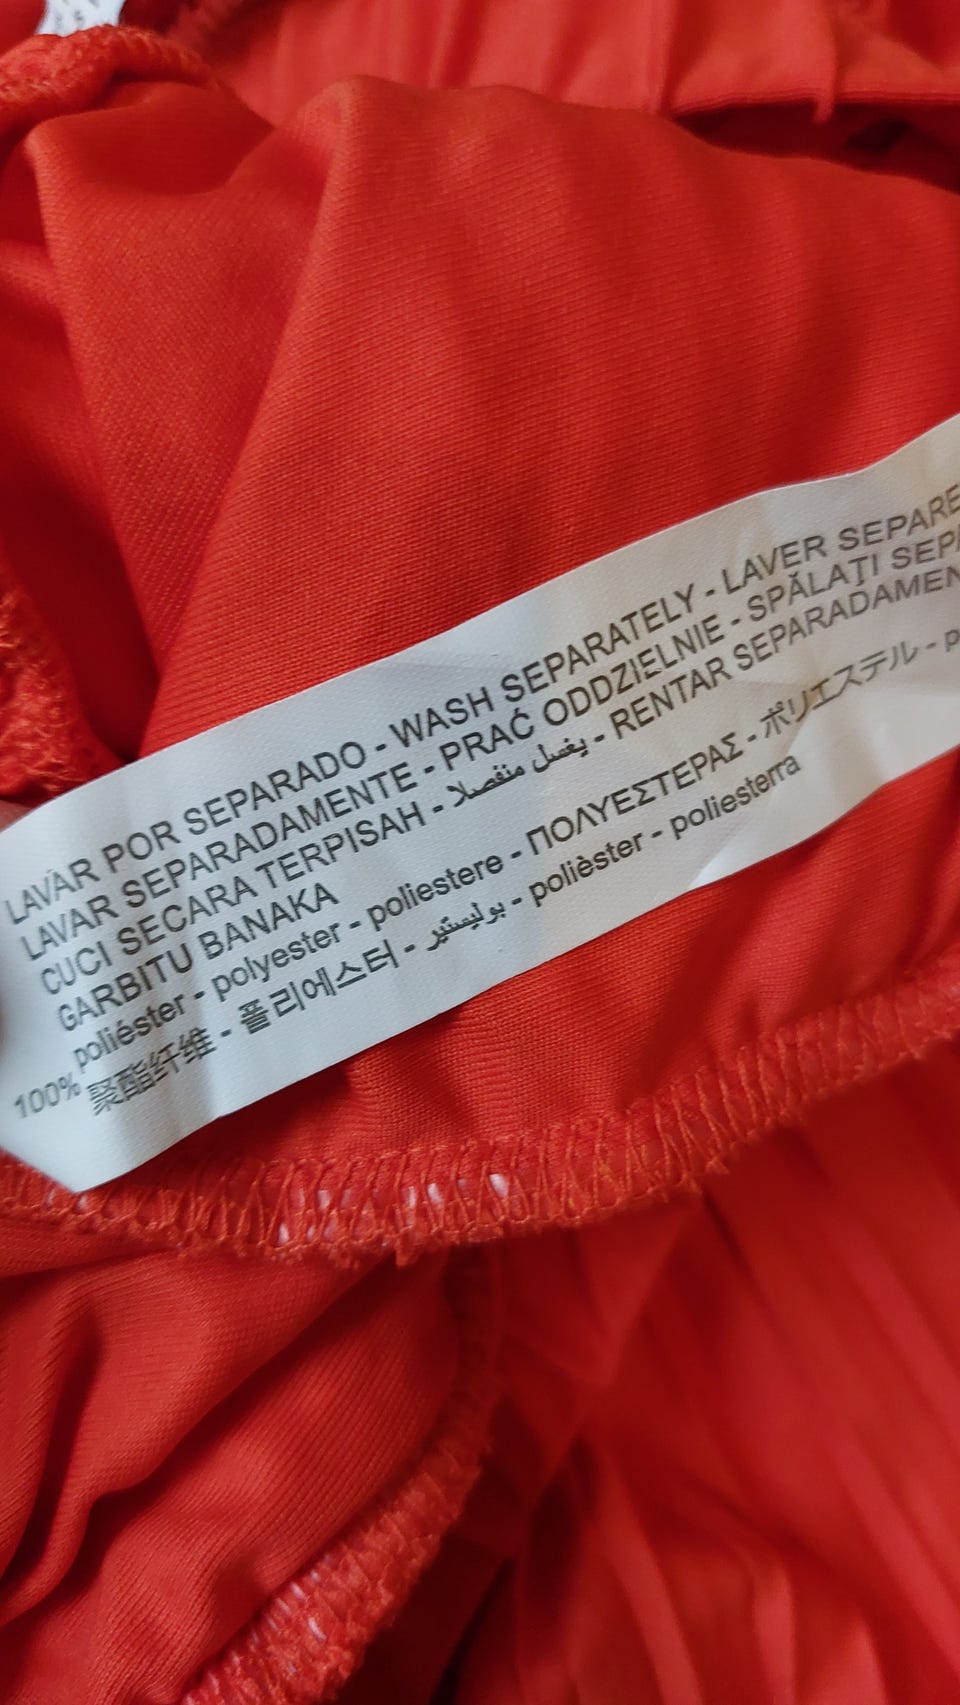 LAVAR POR SEPARADO - WASH SEPARATELY - LAVER SEPARE
LAVAR SEPARADAMENTE - PRAĆ ODDZIELNIE - SPĂLAŢI SEP
CUCI SECARA TERPISAH - يغسل منفصلا - RENTAR SEPARADAMEN
GARBITU BANAKA
100% poliéster - polyester - poliestere - ΠΟΛΥΕΣΤΕΡΑΣ - ポリエステル - p
聚酯纤维 - 폴리에스터 - بوليستير - polièster - poliesterra